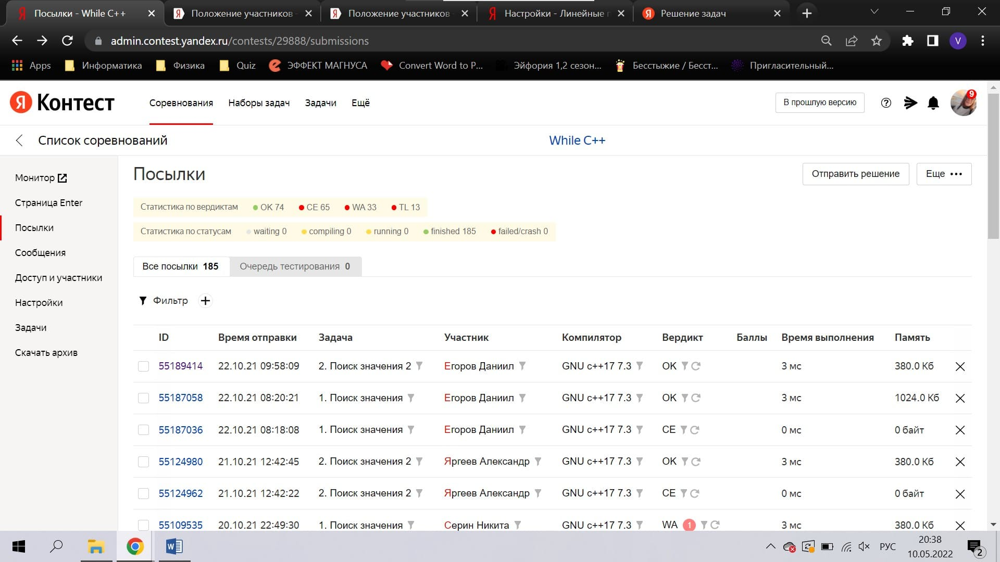 Посылки - While C++
Положение участников -
Положение участников -
Настройки - Линейные п
Решение задач
admin.contest.yandex.ru/contests/29888/submissions
V
Apps Информатика Физика Quiz ЭФФЕКТ МАГНУСА Convert Word to P... Эйфория 1,2 сезон... Бесстыжие / Бесст... Пригласительный...
Я Контест Соревнования Наборы задач Задачи Ещё В прошлую версию 9
Список соревнований While C++
Монитор
Страница Enter
Посылки
Сообщения
Доступ и участники
Настройки
Задачи
Скачать архив
Посылки Отправить решение Еще
Статистика по вердиктам OK 74 CE 65 WA 33 TL 13
Статистика по статусам waiting 0 compiling 0 running 0 finished 185 failed/crash 0
Все посылки 185 Очередь тестирования 0
Фильтр
ID Время отправки Задача Участник Компилятор Вердикт Баллы Время выполнения Память
55189414 22.10.21 09:58:09 2. Поиск значения 2 Егоров Даниил GNU c++17 7.3 OK 3 мс 380.0 Кб
55187058 22.10.21 08:20:21 1. Поиск значения Егоров Даниил GNU c++17 7.3 OK 3 мс 1024.0 Кб
55187036 22.10.21 08:18:08 1. Поиск значения Егоров Даниил GNU c++17 7.3 CE 0 мс 0 байт
55124980 21.10.21 12:42:45 2. Поиск значения 2 Яргеев Александр GNU c++17 7.3 OK 3 мс 380.0 Кб
55124962 21.10.21 12:42:22 2. Поиск значения 2 Яргеев Александр GNU c++17 7.3 CE 0 мс 0 байт
55109535 20.10.21 22:49:30 1. Поиск значения Серин Никита GNU c++17 7.3 WA 1 3 мс 380.0 Кб
РУС
20:38
10.05.2022
2